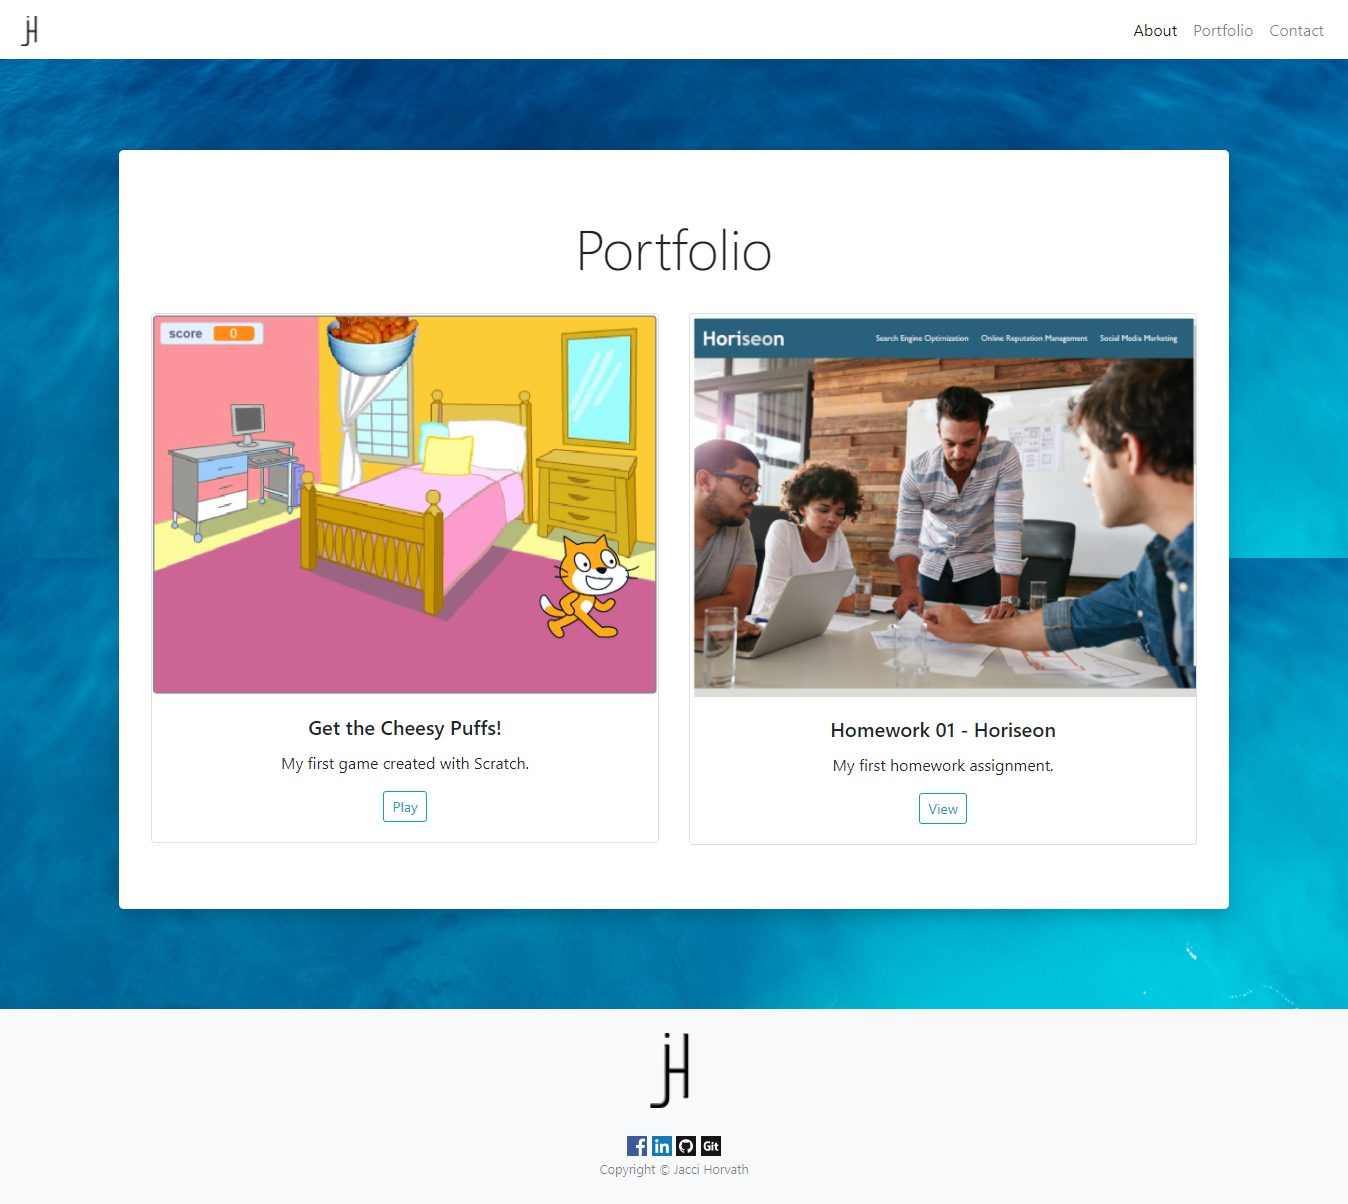 jH
About Portfolio Contact
Portfolio
score 0
Get the Cheesy Puffs!
My first game created with Scratch.
Play
Horiseon
Search Engine Optimization Online Reputation Management Social Media Marketing
Homework 01 - Horiseon
My first homework assignment.
View
jH
f in Git
Copyright © Jacci Horvath